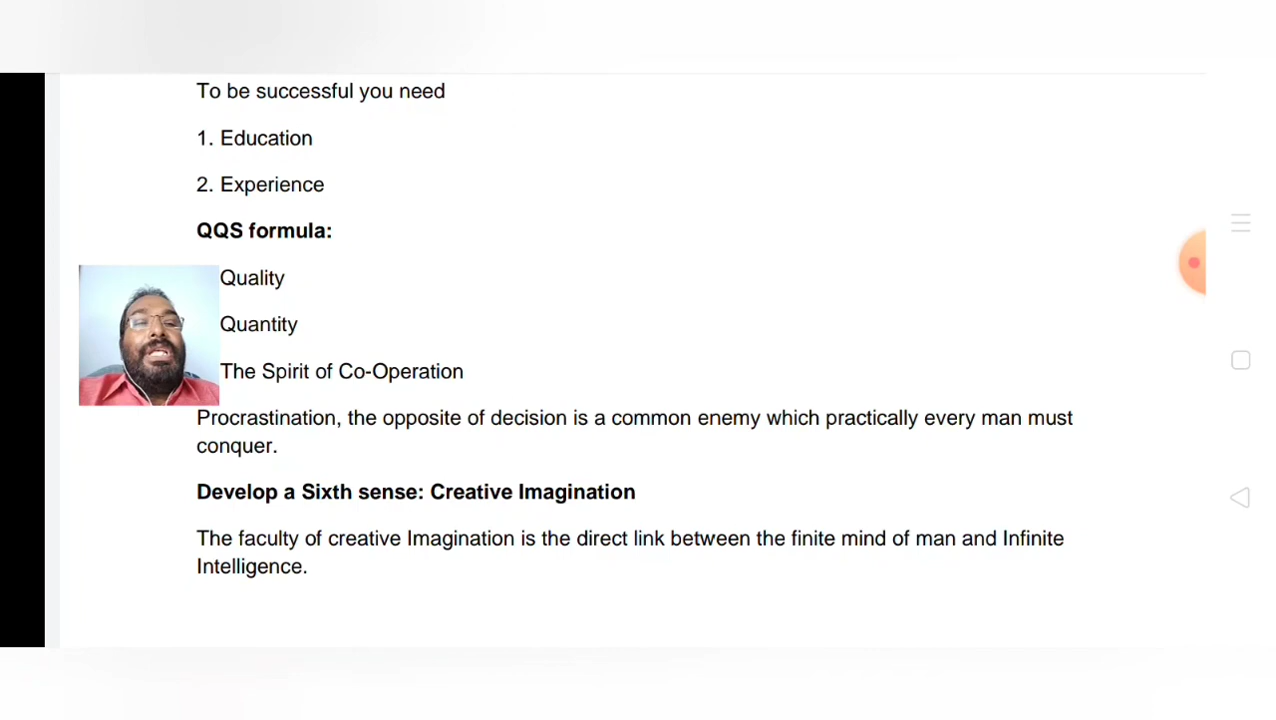 To be successful you need
1. Education
2. Experience
QQS formula:
Quality
Quantity
The Spirit of Co-Operation
Procrastination, the opposite of decision is a common enemy which practically every man must
conquer.
Develop a Sixth sense: Creative Imagination
The faculty of creative Imagination is the direct link between the finite mind of man and Infinite
Intelligence.